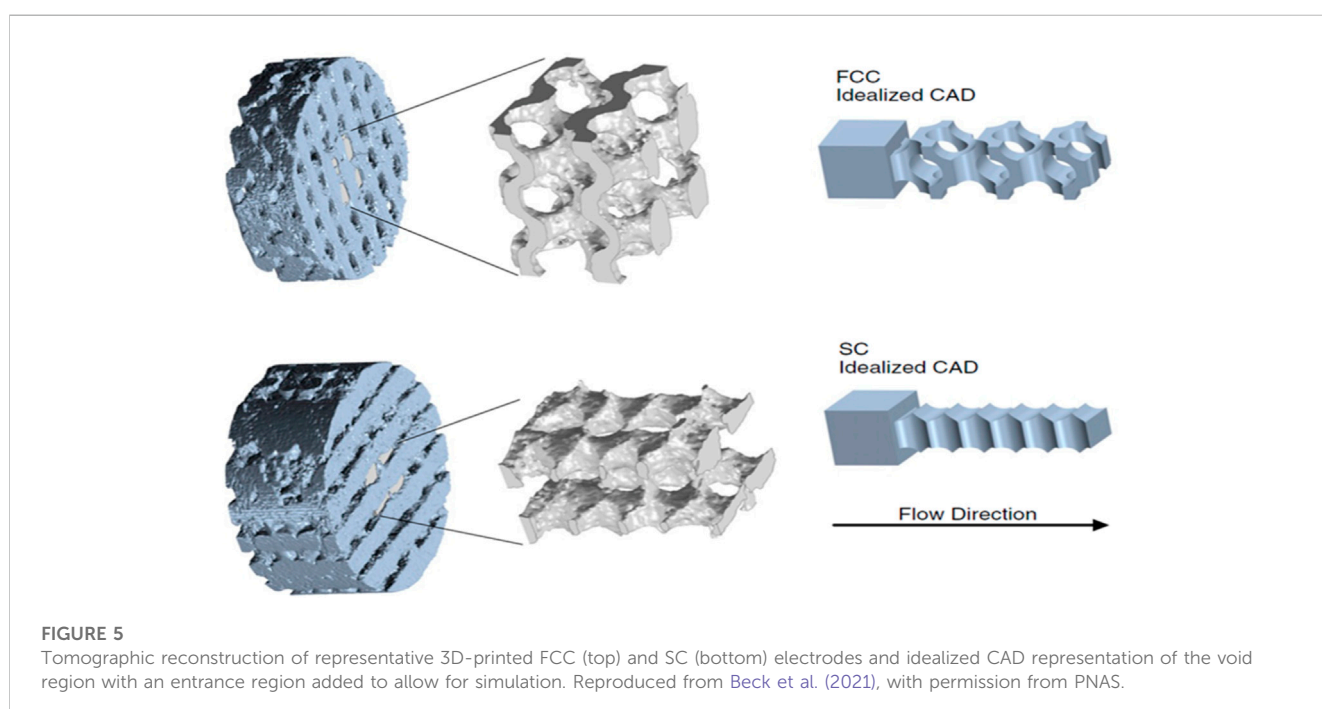 FCC
Idealized CAD
SC
Idealized CAD
Flow Direction
FIGURE 5
Tomographic reconstruction of representative 3D-printed FCC (top) and SC (bottom) electrodes and idealized CAD representation of the void
region with an entrance region added to allow for simulation. Reproduced from Beck et al. (2021), with permission from PNAS.